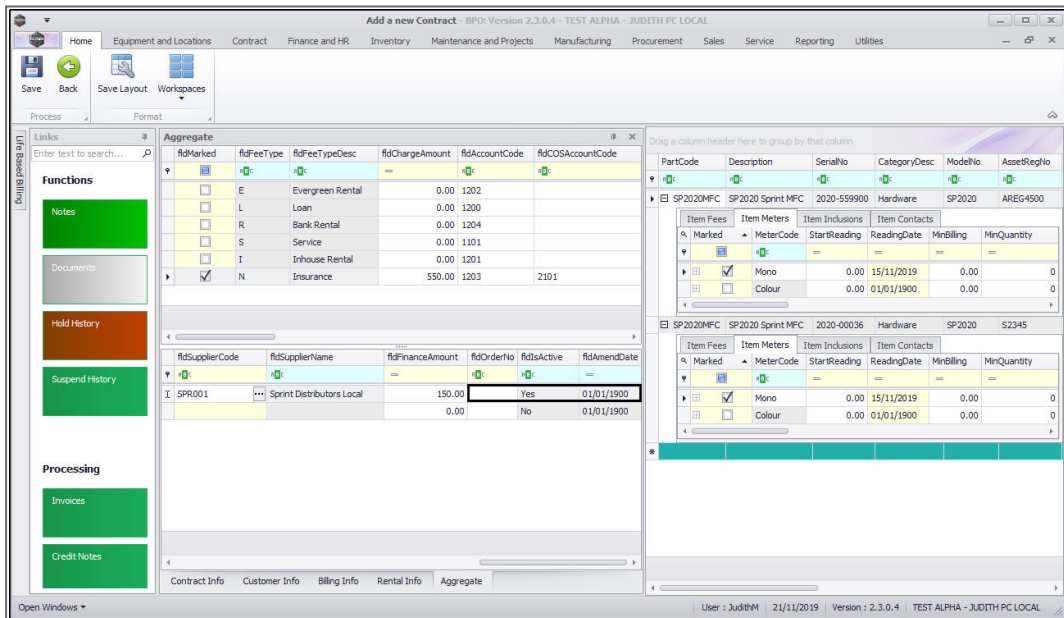 Add a new Contract - BPO: Version 2.3.0.4 - TEST ALPHA - JUDITH PC LOCAL
Home Equipment and Locations Contract Finance and HR Inventory Maintenance and Projects Manufacturing Procurement Sales Service Reporting Utilities
Save Back Save Layout Workspaces
Process Format
Life Based Billing
Links
Enter text to search...
Functions
Notes
Documents
Hold History
Suspend History
Processing
Invoices
Credit Notes
Aggregate
fldMarked fldFeeType fldFeeTypeDesc fldChargeAmount fldAccountCode fldCOSAccountCode
= 
E Evergreen Rental 0.00 1202
L Loan 0.00 1200
R Bank Rental 0.00 1204
S Service 0.00 1101
I Inhouse Rental 0.00 1201
N Insurance 550.00 1203 2101
fldSupplierCode fldSupplierName fldFinanceAmount fldOrderNo fldIsActive fldAmendDate
= =
SPR001 ... Sprint Distributors Local 150.00 Yes 01/01/1900
0.00 No 01/01/1900
Contract Info Customer Info Billing Info Rental Info Aggregate
Drag a column header here to group by that column
PartCode Description SerialNo CategoryDesc ModelNo AssetRegNo
SP2020MFC SP2020 Sprint MFC 2020-559900 Hardware SP2020 AREG4500
Item Fees Item Meters Item Inclusions Item Contacts
Marked MeterCode StartReading ReadingDate MinBilling MinQuantity
= = = =
Mono 0.00 15/11/2019 0.00 0
Colour 0.00 01/01/1900 0.00 0
SP2020MFC SP2020 Sprint MFC 2020-00036 Hardware SP2020 S2345
Item Fees Item Meters Item Inclusions Item Contacts
Marked MeterCode StartReading ReadingDate MinBilling MinQuantity
= = = =
Mono 0.00 15/11/2019 0.00 0
Colour 0.00 01/01/1900 0.00 0
Open Windows User : JudithM 21/11/2019 Version : 2.3.0.4 TEST ALPHA - JUDITH PC LOCAL